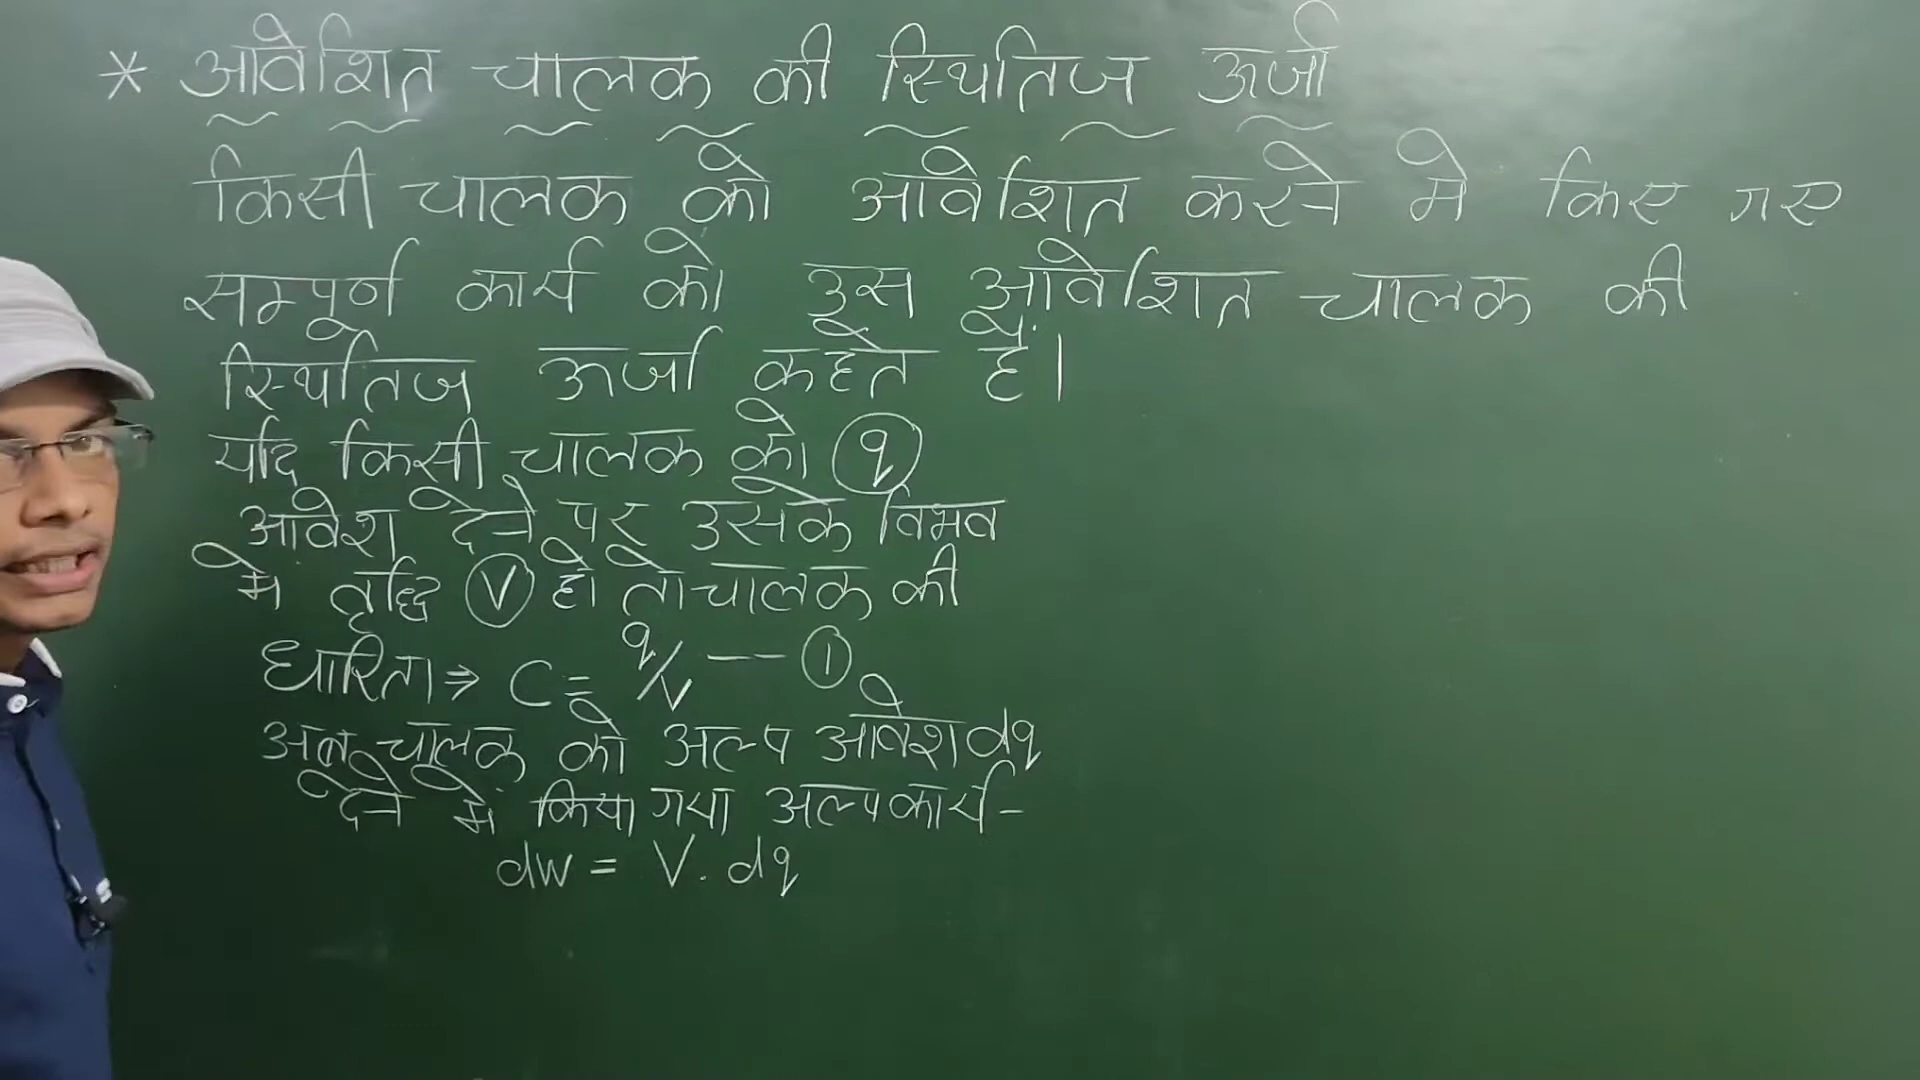 * आवेशित चालक की स्थितिज ऊर्जा
किसी चालक को आवेशित करने मे किए गए
सम्पूर्ण कार्य को उस आवेशित चालक की
स्थितिज ऊर्जा कहते हैं।
यदि किसी चालक को q
आवेश देने पर उसके विभव
मे वृद्धि V हो तो चालक की
धारिता ⇒ C = q/V —— ①
अब चालक को अल्प आवेश dq
देने में किया गया अल्प कार्य -
dw = V. dq